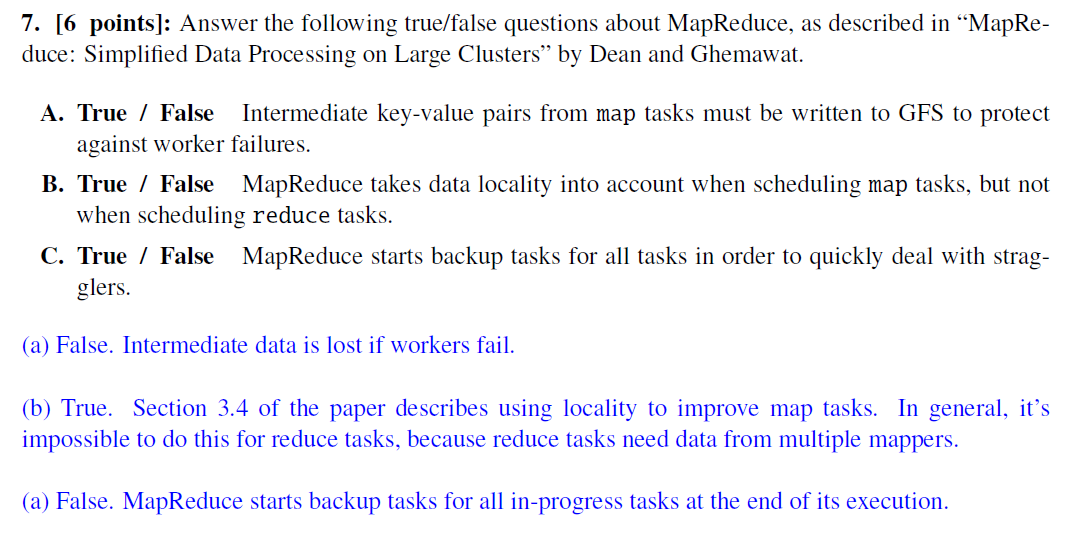 7. [6 points]: Answer the following true/false questions about MapReduce, as described in “MapRe-
duce: Simplified Data Processing on Large Clusters” by Dean and Ghemawat.
A. True / False Intermediate key-value pairs from map tasks must be written to GFS to protect
against worker failures.
B. True / False MapReduce takes data locality into account when scheduling map tasks, but not
when scheduling reduce tasks.
C. True / False MapReduce starts backup tasks for all tasks in order to quickly deal with strag-
glers.
(a) False. Intermediate data is lost if workers fail.
(b) True. Section 3.4 of the paper describes using locality to improve map tasks. In general, it’s
impossible to do this for reduce tasks, because reduce tasks need data from multiple mappers.
(a) False. MapReduce starts backup tasks for all in-progress tasks at the end of its execution.